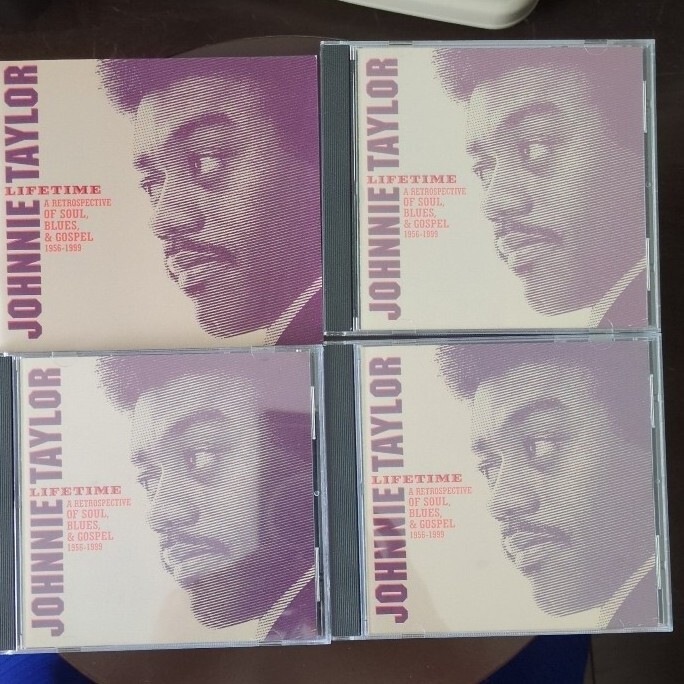 JOHNNIE TAYLOR
LIFETIME
A RETROSPECTIVE
OF SOUL,
BLUES,
& GOSPEL
1956-1999
JOHNNIE TAYLOR
LIFETIME
A RETROSPECTIVE
OF SOUL,
BLUES,
& GOSPEL
1956-1999
JOHNNIE TAYLOR
LIFETIME
A RETROSPECTIVE
OF SOUL,
BLUES,
& GOSPEL
1956-1999
JOHNNIE TAYLOR
LIFETIME
A RETROSPECTIVE
OF SOUL,
BLUES,
& GOSPEL
1956-1999